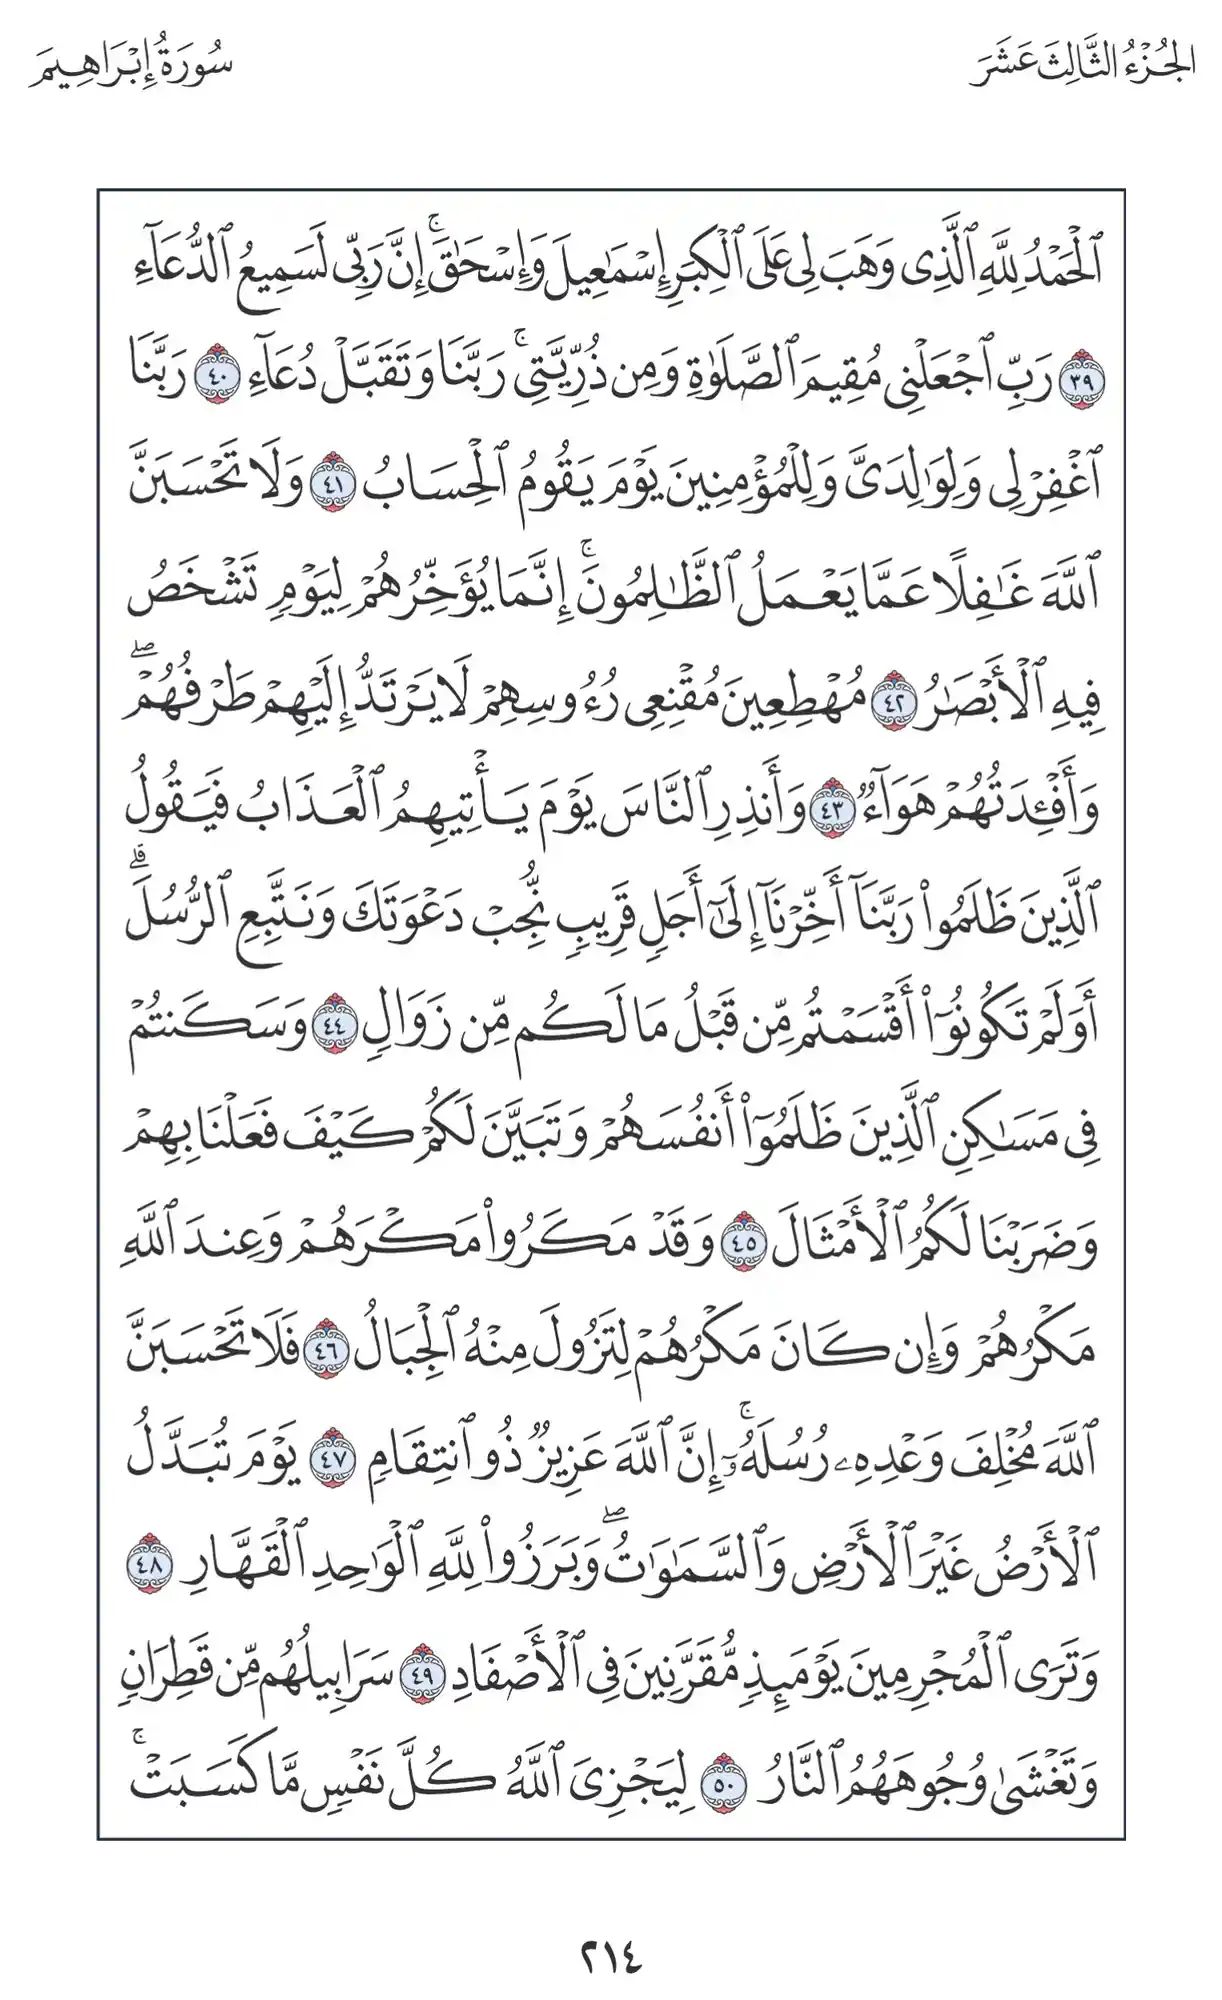 الجُزْءُ الثَّالِثَ عَشَرَ
سُورَةُ إِبْرَاهِيمَ
ٱلْحَمْدُ لِلَّهِ ٱلَّذِى وَهَبَ لِى عَلَى ٱلْكِبَرِ إِسْمَـٰعِيلَ وَإِسْحَـٰقَ ۚ إِنَّ رَبِّى لَسَمِيعُ ٱلدُّعَآءِ
٣٩ رَبِّ ٱجْعَلْنِى مُقِيمَ ٱلصَّلَوٰةِ وَمِن ذُرِّيَّتِى ۚ رَبَّنَا وَتَقَبَّلْ دُعَآءِ ٤٠ رَبَّنَا
ٱغْفِرْ لِى وَلِوَٰلِدَىَّ وَلِلْمُؤْمِنِينَ يَوْمَ يَقُومُ ٱلْحِسَابُ ٤١ وَلَا تَحْسَبَنَّ
ٱللَّهَ غَـٰفِلًا عَمَّا يَعْمَلُ ٱلظَّـٰلِمُونَ ۚ إِنَّمَا يُؤَخِّرُهُمْ لِيَوْمٍ تَشْخَصُ
فِيهِ ٱلْأَبْصَـٰرُ ٤٢ مُهْطِعِينَ مُقْنِعِى رُءُوسِهِمْ لَا يَرْتَدُّ إِلَيْهِمْ طَرْفُهُمْ ۖ
وَأَفْـِٔدَتُهُمْ هَوَآءٌ ٤٣ وَأَنذِرِ ٱلنَّاسَ يَوْمَ يَأْتِيهِمُ ٱلْعَذَابُ فَيَقُولُ
ٱلَّذِينَ ظَلَمُوا۟ رَبَّنَآ أَخِّرْنَآ إِلَىٰٓ أَجَلٍ قَرِيبٍ نُّجِبْ دَعْوَتَكَ وَنَتَّبِعِ ٱلرُّسُلَ ۗ
أَوَلَمْ تَكُونُوٓا۟ أَقْسَمْتُم مِّن قَبْلُ مَا لَكُم مِّن زَوَالٍ ٤٤ وَسَكَنتُمْ
فِى مَسَـٰكِنِ ٱلَّذِينَ ظَلَمُوٓا۟ أَنفُسَهُمْ وَتَبَيَّنَ لَكُمْ كَيْفَ فَعَلْنَا بِهِمْ
وَضَرَبْنَا لَكُمُ ٱلْأَمْثَالَ ٤٥ وَقَدْ مَكَرُوا۟ مَكْرَهُمْ وَعِندَ ٱللَّهِ
مَكْرُهُمْ وَإِن كَانَ مَكْرُهُمْ لِتَزُولَ مِنْهُ ٱلْجِبَالُ ٤٦ فَلَا تَحْسَبَنَّ
ٱللَّهَ مُخْلِفَ وَعْدِهِۦ رُسُلَهُۥٓ ۚ إِنَّ ٱللَّهَ عَزِيزٌ ذُو ٱنتِقَامٍ ٤٧ يَوْمَ تُبَدَّلُ
ٱلْأَرْضُ غَيْرَ ٱلْأَرْضِ وَٱلسَّمَـٰوَٰتُ ۖ وَبَرَزُوا۟ لِلَّهِ ٱلْوَٰحِدِ ٱلْقَهَّارِ ٤٨
وَتَرَى ٱلْمُجْرِمِينَ يَوْمَئِذٍ مُّقَرَّنِينَ فِى ٱلْأَصْفَادِ ٤٩ سَرَابِيلُهُم مِّن قَطِرَانٍ
وَتَغْشَىٰ وُجُوهَهُمُ ٱلنَّارُ ٥٠ لِيَجْزِىَ ٱللَّهُ كُلَّ نَفْسٍ مَّا كَسَبَتْ ۚ
٢١٤